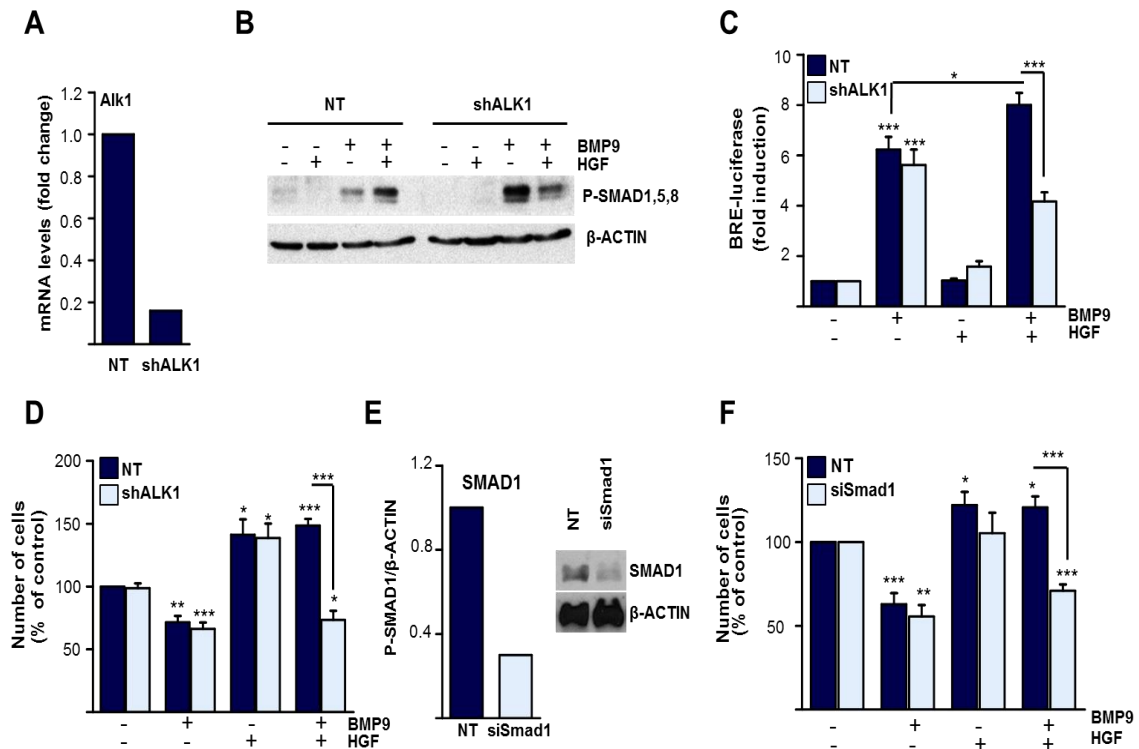 A
Alk1
mRNA levels (fold change)
1.2
1.0
0.8
0.6
0.4
0.2
NT shALK1
B
NT shALK1
- - + + - - + + BMP9
- + - + - + - + HGF
P-SMAD1,5,8
β-ACTIN
C
BRE-luciferase
(fold induction)
10
8
6
4
2
NT
shALK1
*
***
*** ***
- + - + BMP9
- - + + HGF
D
Number of cells
(% of control)
200
150
100
50
NT
shALK1
***
* * ***
** *** *
- + - + BMP9
- - + + HGF
E
P-SMAD1/β-ACTIN
1.2
0.8
0.4
SMAD1
NT siSmad1
NT siSmad1
SMAD1
β-ACTIN
F
Number of cells
(% of control)
150
100
50
NT
siSmad1
***
* *
*** ** ***
- + - + BMP9
- - + + HGF